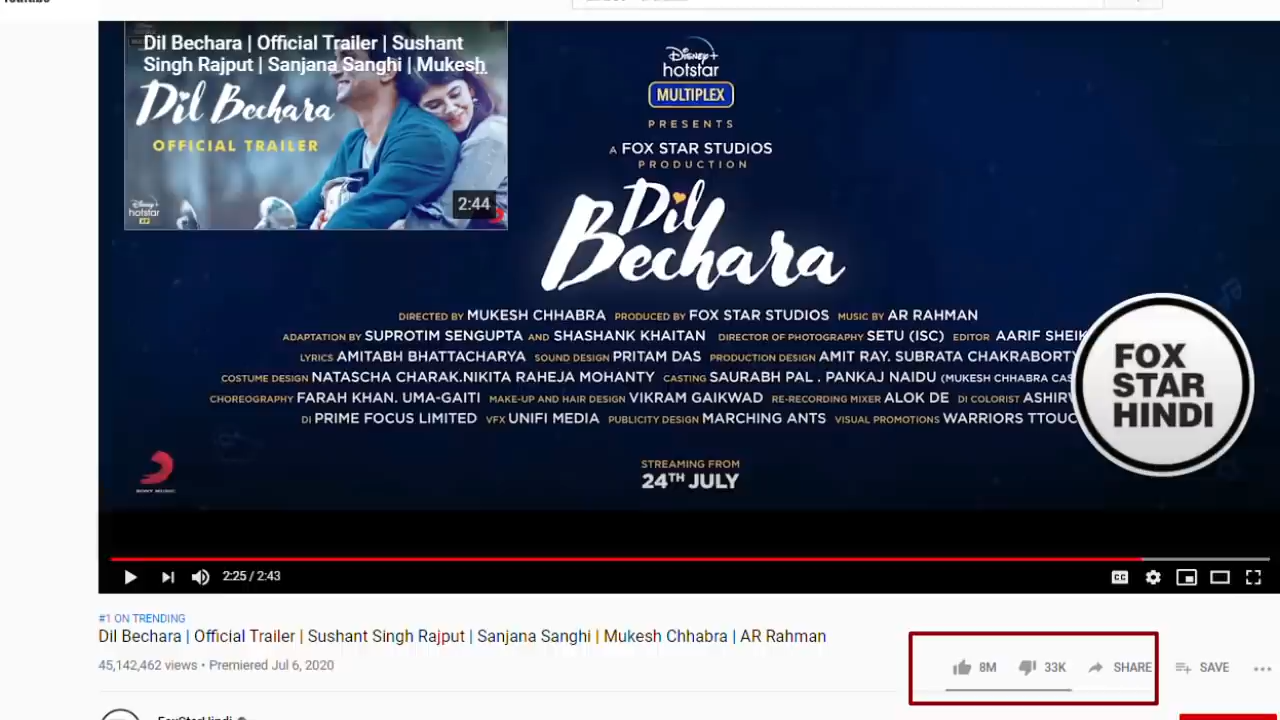 Dil Bechara | Official Trailer | Sushant
Singh Rajput | Sanjana Sanghi | Mukesh
Dil Bechara
OFFICIAL TRAILER
Disney+
hotstar
2:44
Disney+
hotstar
MULTIPLEX
PRESENTS
A FOX STAR STUDIOS
PRODUCTION
Dil
Bechara
DIRECTED BY MUKESH CHHABRA PRODUCED BY FOX STAR STUDIOS MUSIC BY AR RAHMAN
ADAPTATION BY SUPROTIM SENGUPTA AND SHASHANK KHAITAN DIRECTOR OF PHOTOGRAPHY SETU (ISC) EDITOR AARIF SHEIK
LYRICS AMITABH BHATTACHARYA SOUND DESIGN PRITAM DAS PRODUCTION DESIGN AMIT RAY. SUBRATA CHAKRABORTY
COSTUME DESIGN NATASCHA CHARAK.NIKITA RAHEJA MOHANTY CASTING SAURABH PAL . PANKAJ NAIDU (MUKESH CHHABRA CAS
CHOREOGRAPHY FARAH KHAN. UMA-GAITI MAKE-UP AND HAIR DESIGN VIKRAM GAIKWAD RE-RECORDING MIXER ALOK DE DI COLORIST ASHIRV
DI PRIME FOCUS LIMITED VFX UNIFI MEDIA PUBLICITY DESIGN MARCHING ANTS VISUAL PROMOTIONS WARRIORS TTOUC
FOX
STAR
HINDI
SONY MUSIC
STREAMING FROM
24TH JULY
2:25 / 2:43
CC
#1 ON TRENDING
Dil Bechara | Official Trailer | Sushant Singh Rajput | Sanjana Sanghi | Mukesh Chhabra | AR Rahman
45,142,462 views • Premiered Jul 6, 2020
8M 33K SHARE SAVE
FoxStarHindi